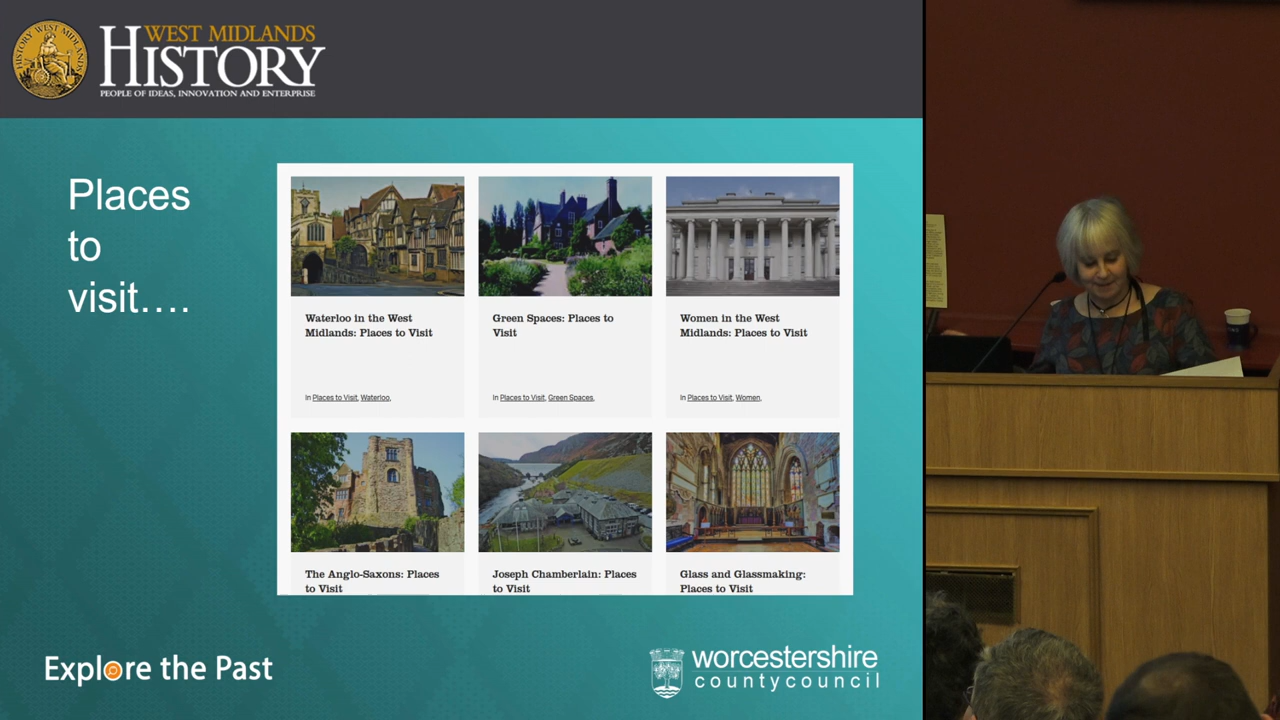 WEST MIDLANDS
HISTORY
PEOPLE OF IDEAS, INNOVATION AND ENTERPRISE
Places
to
visit….
Waterloo in the West
Midlands: Places to Visit
In Places to Visit, Waterloo,
Green Spaces: Places to
Visit
In Places to Visit, Green Spaces,
Women in the West
Midlands: Places to Visit
In Places to Visit, Women,
The Anglo-Saxons: Places
to Visit
Joseph Chamberlain: Places
to Visit
Glass and Glassmaking:
Places to Visit
Explore the Past
worcestershire
countycouncil